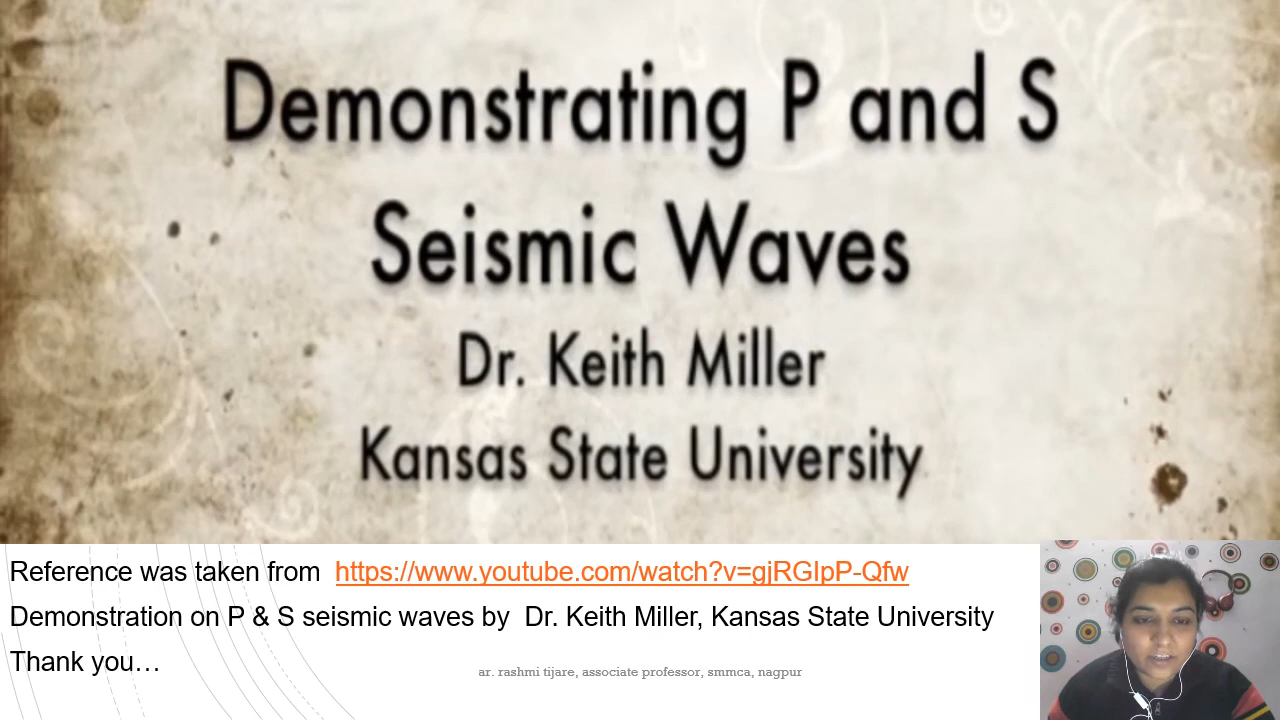 Demonstrating P and S
Seismic Waves
Dr. Keith Miller
Kansas State University
Reference was taken from https://www.youtube.com/watch?v=gjRGIpP-Qfw
Demonstration on P & S seismic waves by Dr. Keith Miller, Kansas State University
Thank you…
ar. rashmi tijare, associate professor, smmca, nagpur